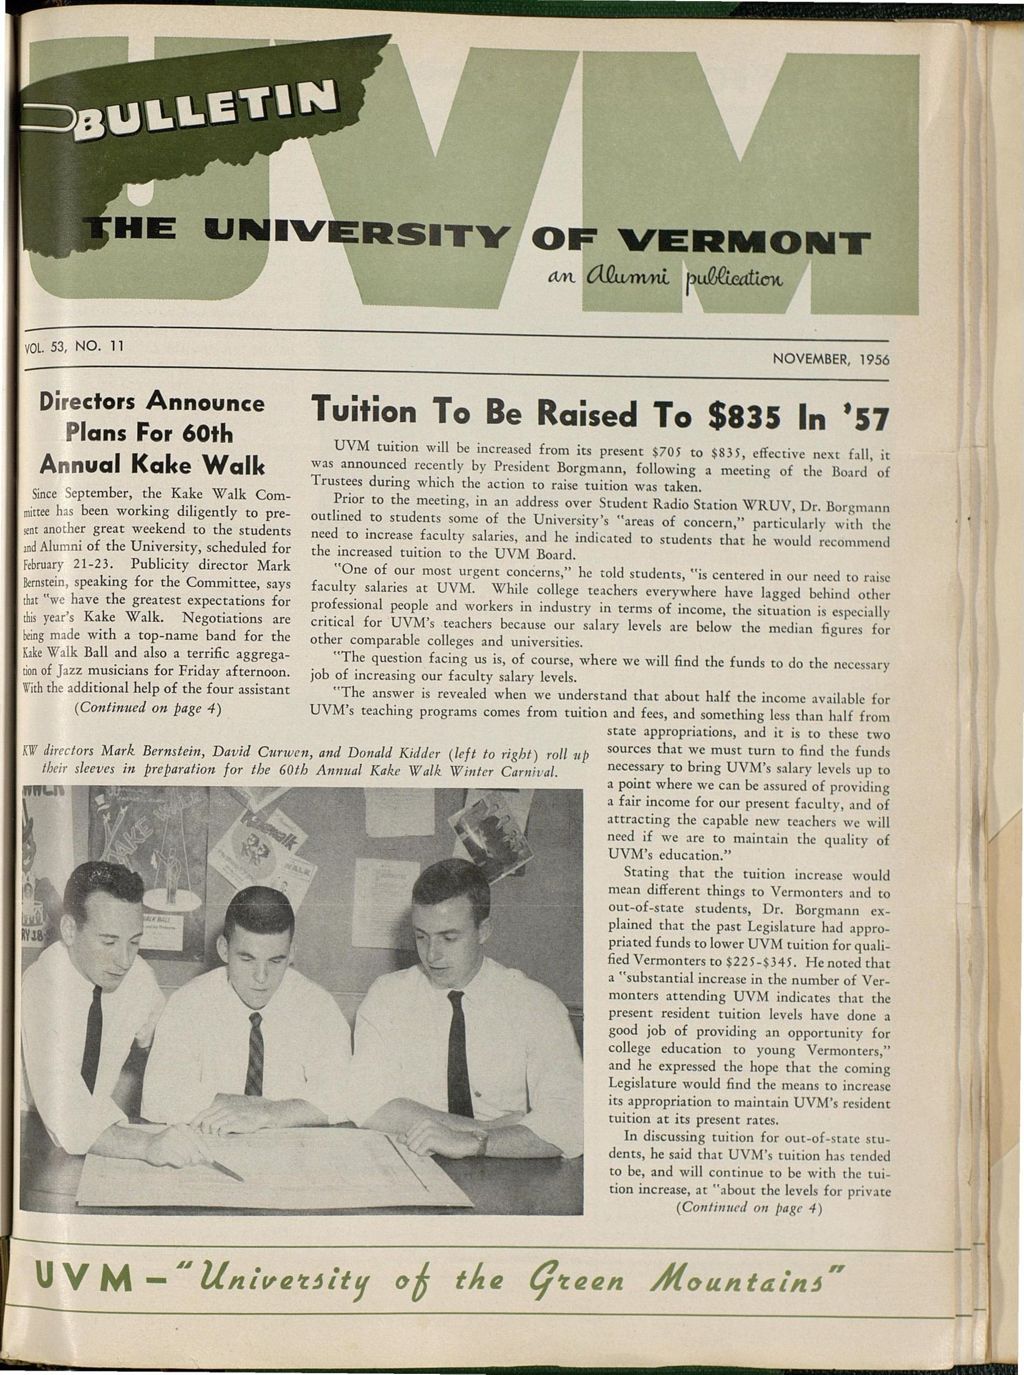 BULLETIN
THE UNIVERSITY OF VERMONT
an Alumni publication
VOL. 53, NO. 11
NOVEMBER, 1956
Directors Announce
Plans For 60th
Annual Kake Walk
Since September, the Kake Walk Com-
mittee has been working diligently to pre-
sent another great weekend to the students
and Alumni of the University, scheduled for
February 21-23. Publicity director Mark
Bernstein, speaking for the Committee, says
that "we have the greatest expectations for
this year's Kake Walk. Negotiations are
being made with a top-name band for the
Kake Walk Ball and also a terrific aggrega-
tion of Jazz musicians for Friday afternoon.
With the additional help of the four assistant
(Continued on page 4)
Tuition To Be Raised To $835 In '57
UVM tuition will be increased from its present $705 to $835, effective next fall, it
was announced recently by President Borgmann, following a meeting of the Board of
Trustees during which the action to raise tuition was taken.
Prior to the meeting, in an address over Student Radio Station WRUV, Dr. Borgmann
outlined to students some of the University's "areas of concern," particularly with the
need to increase faculty salaries, and he indicated to students that he would recommend
the increased tuition to the UVM Board.
"One of our most urgent concerns," he told students, "is centered in our need to raise
faculty salaries at UVM. While college teachers everywhere have lagged behind other
professional people and workers in industry in terms of income, the situation is especially
critical for UVM's teachers because our salary levels are below the median figures for
other comparable colleges and universities.
"The question facing us is, of course, where we will find the funds to do the necessary
job of increasing our faculty salary levels.
"The answer is revealed when we understand that about half the income available for
UVM's teaching programs comes from tuition and fees, and something less than half from
state appropriations, and it is to these two
sources that we must turn to find the funds
necessary to bring UVM's salary levels up to
a point where we can be assured of providing
a fair income for our present faculty, and of
attracting the capable new teachers we will
need if we are to maintain the quality of
UVM's education."
Stating that the tuition increase would
mean different things to Vermonters and to
out-of-state students, Dr. Borgmann ex-
plained that the past Legislature had appro-
priated funds to lower UVM tuition for quali-
fied Vermonters to $225-$345. He noted that
a "substantial increase in the number of Ver-
monters attending UVM indicates that the
present resident tuition levels have done a
good job of providing an opportunity for
college education to young Vermonters,"
and he expressed the hope that the coming
Legislature would find the means to increase
its appropriation to maintain UVM's resident
tuition at its present rates.
In discussing tuition for out-of-state stu-
dents, he said that UVM's tuition has tended
to be, and will continue to be with the tui-
tion increase, at "about the levels for private
(Continued on page 4)
KW directors Mark Bernstein, David Curwen, and Donald Kidder (left to right) roll up
their sleeves in preparation for the 60th Annual Kake Walk Winter Carnival.
UVM — "University of the Green Mountains"